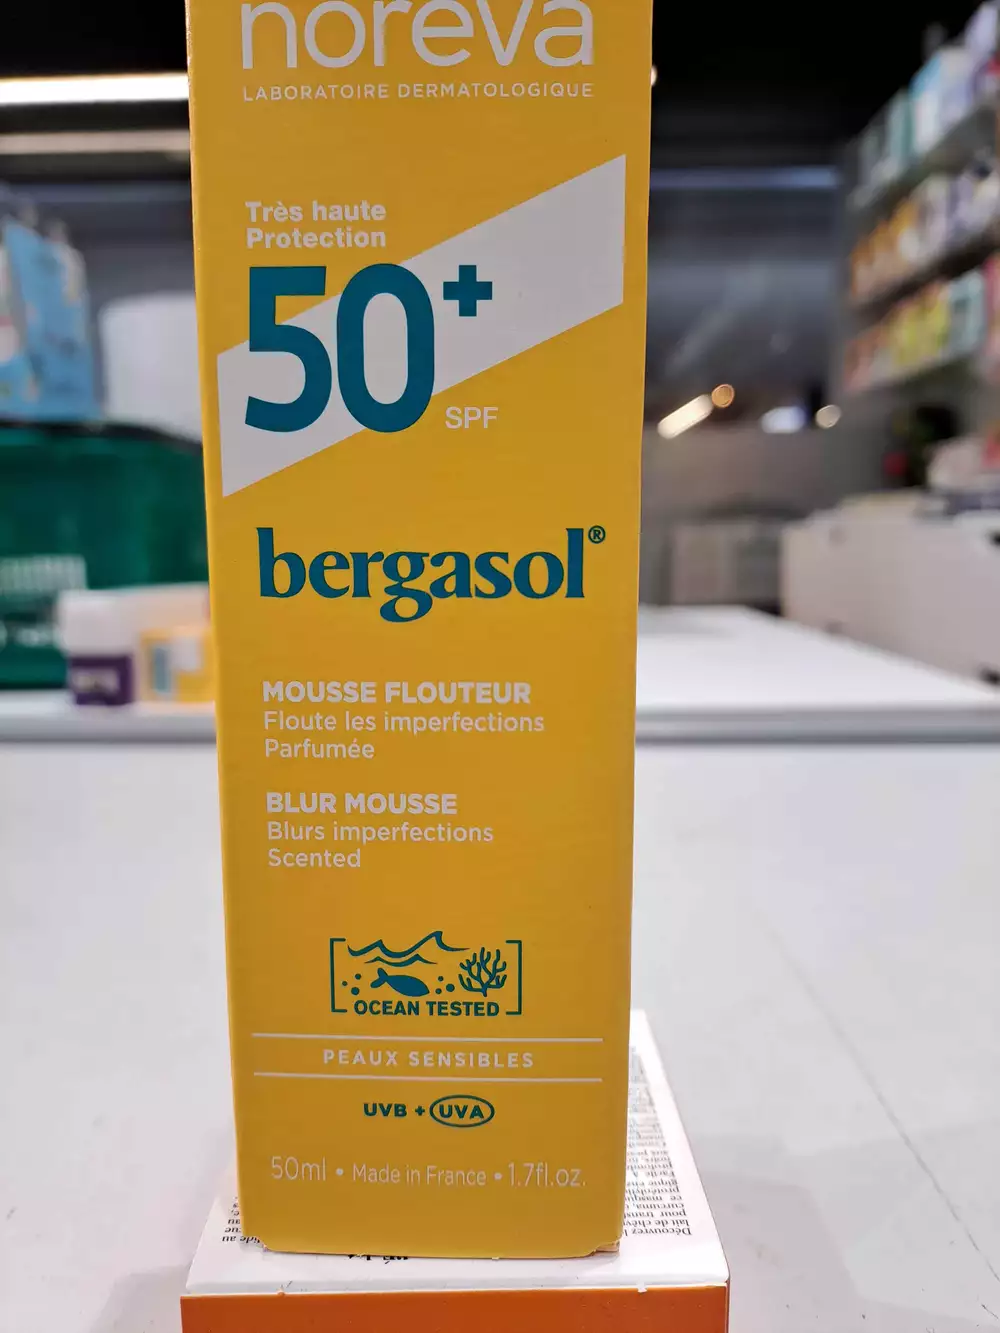 noreva
LABORATOIRE DERMATOLOGIQUE
Très haute
Protection
50+
SPF
bergasol®
MOUSSE FLOUTEUR
Floute les imperfections
Parfumée
BLUR MOUSSE
Blurs imperfections
Scented
OCEAN TESTED
PEAUX SENSIBLES
UVB + UVA
50ml • Made in France • 1.7fl.oz.